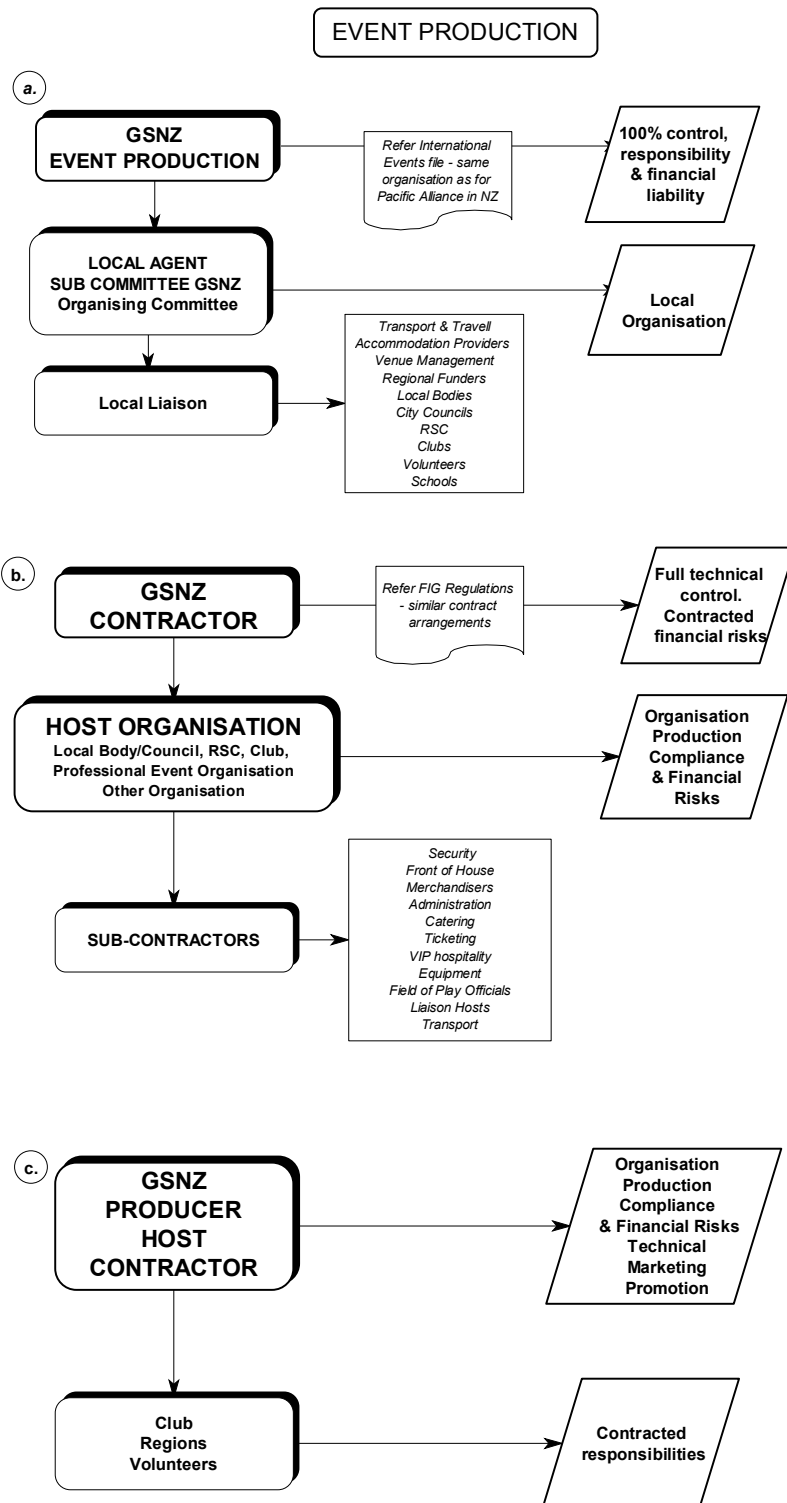 EVENT PRODUCTION
a.
GSNZ
EVENT PRODUCTION
Refer International
Events file - same
organisation as for
Pacific Alliance in NZ
100% control,
responsibility
& financial
liability
LOCAL AGENT
SUB COMMITTEE GSNZ
Organising Committee
Local
Organisation
Local Liaison
Transport & Travell
Accommodation Providers
Venue Management
Regional Funders
Local Bodies
City Councils
RSC
Clubs
Volunteers
Schools
b.
GSNZ
CONTRACTOR
Refer FIG Regulations
- similar contract
arrangements
Full technical
control.
Contracted
financial risks
HOST ORGANISATION
Local Body/Council, RSC, Club,
Professional Event Organisation
Other Organisation
Organisation
Production
Compliance
& Financial
Risks
SUB-CONTRACTORS
Security
Front of House
Merchandisers
Administration
Catering
Ticketing
VIP hospitality
Equipment
Field of Play Officials
Liaison Hosts
Transport
c.
GSNZ
PRODUCER
HOST
CONTRACTOR
Organisation
Production
Compliance
& Financial Risks
Technical
Marketing
Promotion
Club
Regions
Volunteers
Contracted
responsibilities